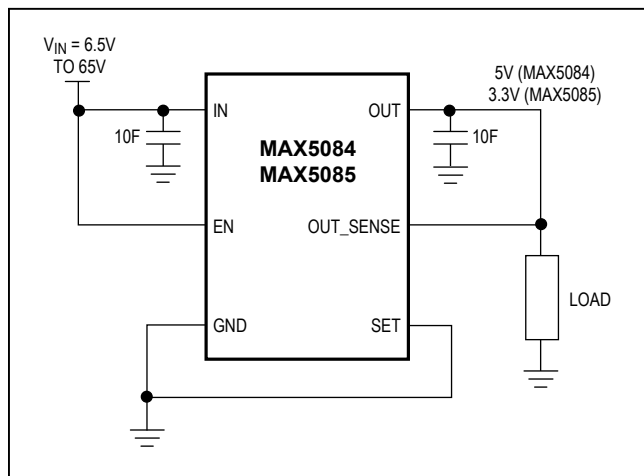 V_IN = 6.5V
TO 65V
5V (MAX5084)
3.3V (MAX5085)
IN
OUT
10F
10F
MAX5084
MAX5085
EN
OUT_SENSE
LOAD
GND
SET